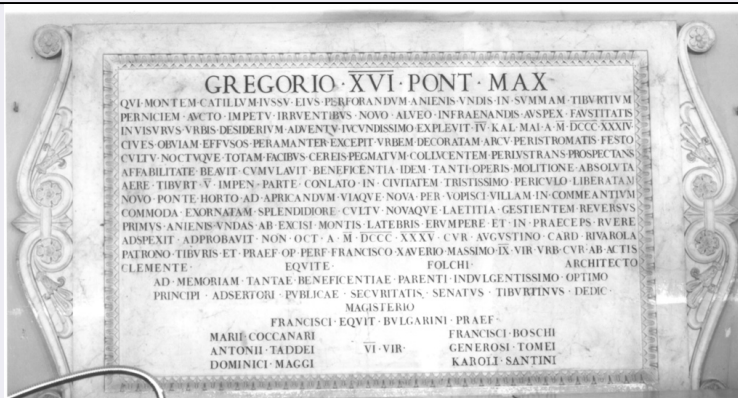 GREGORIO · XVI · PONT · MAX
QVI · MONTEM · CATILIVM · IVSSV · EIVS · PERFORANDVM · ANIENIS · VNDIS · IN · SVMMAM · TIBVRTIVM
PERNICIEM · AVCTO · IMPETV · IRRVENTIBVS · NOVO · ALVEO · INFRAENANDIS · AVSPEX · FAVSTITATIS
INVISVRVS · VRBIS · DESIDERIVM · ADVENTV · IVCVNDISSIMO · EXPLEVIT · IV · KAL · MAI · A · M · DCCC · XXXIV ·
CIVES · OBVIAM · EFFVSOS · PERAMANTER · EXCEPIT · VRBEM · DECORATAM · ARCV · PERISTROMATIS · FESTO
CVLTV · NOCTVQVE · TOTAM · FACIBVS · CEREIS · PEGMATVM · COLLVCENTEM · PERLVSTRANS · PROSPECTANS
AFFABILITATE · BEAVIT · CVMVLAVIT · BENEFICENTIA · IDEM · TANTI · OPERIS · MOLITIONE · ABSOLVTA
AERE · TIBVRT · V · IMPEN · PARTE · CONLATO · IN · CIVITATEM · TRISTISSIMO · PERICVLO · LIBERATAM
NOVO · PONTE · HORTO · AD · APRICANDVM · VIAQVE · NOVA · PER · VOPISCI · VILLAM · IN · COMMEANTIVM
COMMODA · EXORNATAM · SPLENDIDIORE · CVLTV · NOVAQVE · LAETITIA · GESTIENTEM · REVERSVS
PRIMVS · ANIENIS · VNDAS · AB · EXCISI · MONTIS · LATEBRIS · ERVMPERE · ET · IN · PRAECEPS · RVERE
ADSPEXIT · ADPROBAVIT · NON · OCT · A · M · DCCC · XXXV · CVR · AVGVSTINO · CARD · RIVAROLA
PATRONO · TIBVRIS · ET · PRAEF · OP · PERF · FRANCISCO · XAVERIO · MASSIMO · IX · VIR · VRB · CVR · AB · ACTIS
CLEMENTE · EQVITE · FOLCHI · ARCHITECTO
AD · MEMORIAM · TANTAE · BENEFICENTIAE · PARENTI · INDVLGENTISSIMO · OPTIMO
PRINCIPI · ADSERTORI · PVBLICAE · SECVRITATIS · SENATVS · TIBVRTINVS · DEDIC ·
MAGISTERIO
FRANCISCI · EQVIT · BVLGARINI · PRAEF ·
MARII · COCCANARI FRANCISCI · BOSCHI
ANTONII · TADDEI VI · VIR · GENEROSI · TOMEI
DOMINICI · MAGGI KAROLI · SANTINI